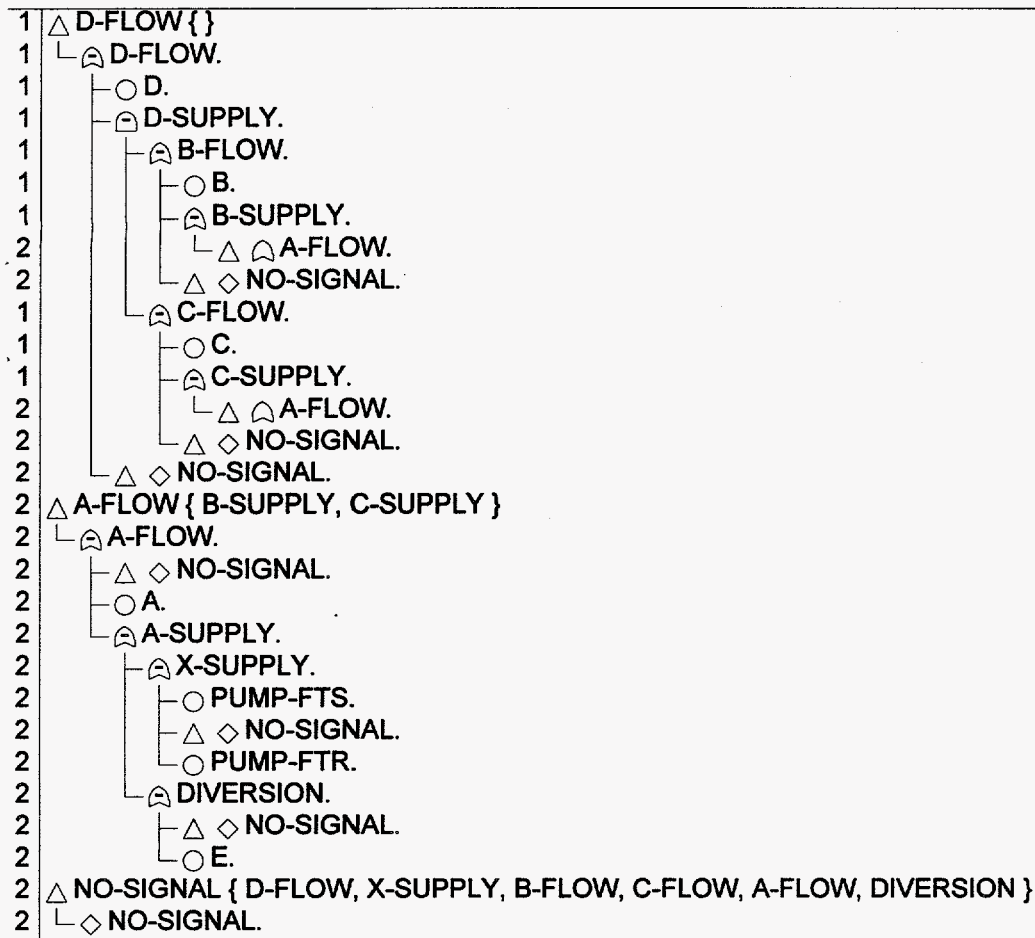 1 D-FLOW { }
1 D-FLOW.
1 D.
1 D-SUPPLY.
1 B-FLOW.
1 B.
1 B-SUPPLY.
2 A-FLOW.
2 NO-SIGNAL.
1 C-FLOW.
1 C.
1 C-SUPPLY.
2 A-FLOW.
2 NO-SIGNAL.
2 NO-SIGNAL.
2 A-FLOW { B-SUPPLY, C-SUPPLY }
2 A-FLOW.
2 NO-SIGNAL.
2 A.
2 A-SUPPLY.
2 X-SUPPLY.
2 PUMP-FTS.
2 NO-SIGNAL.
2 PUMP-FTR.
2 DIVERSION.
2 NO-SIGNAL.
2 E.
2 NO-SIGNAL { D-FLOW, X-SUPPLY, B-FLOW, C-FLOW, A-FLOW, DIVERSION }
2 NO-SIGNAL.